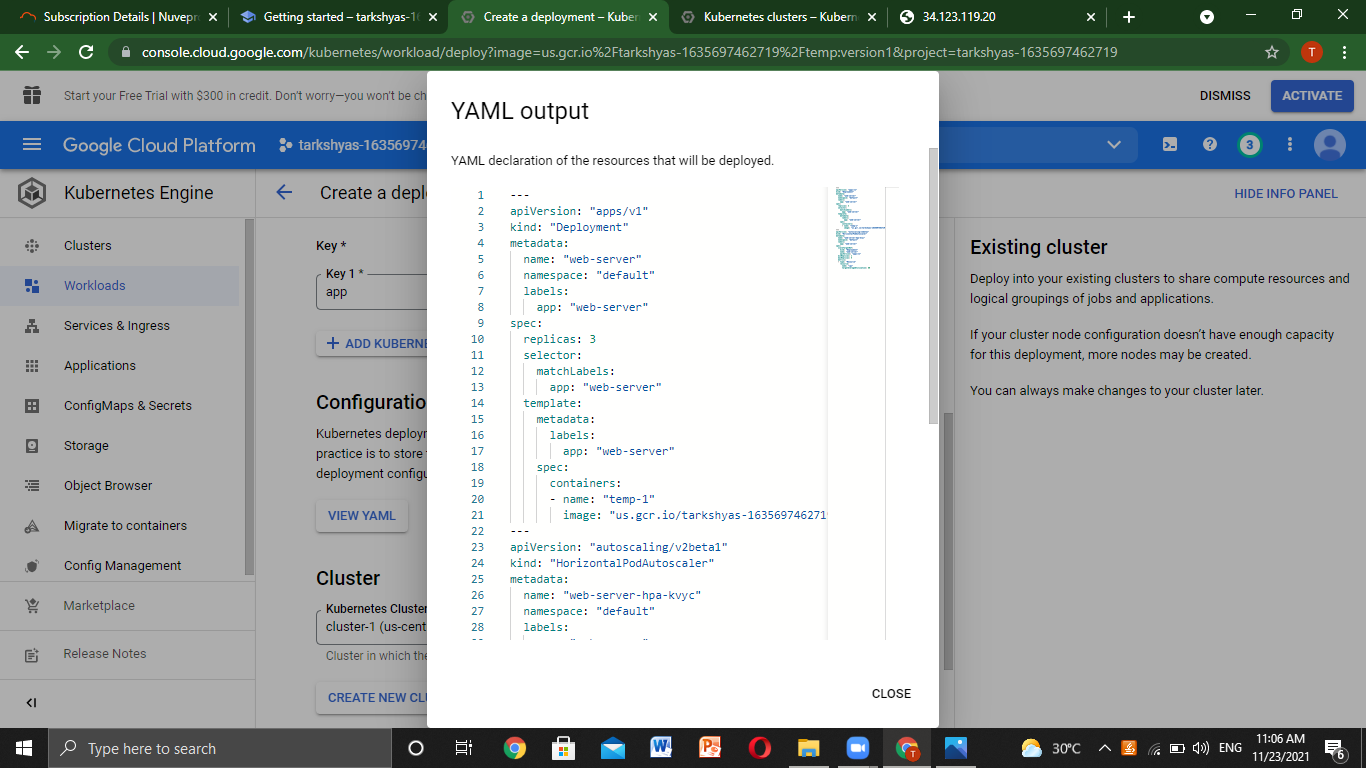 Subscription Details | Nuvepr
Getting started – tarkshyas-16
Create a deployment – Kuber
Kubernetes clusters – Kubern
34.123.119.20
console.cloud.google.com/kubernetes/workload/deploy?image=us.gcr.io%2Ftarkshyas-1635697462719%2Ftemp:version1&project=tarkshyas-1635697462719
T
Start your Free Trial with $300 in credit. Don't worry—you won't be ch
DISMISS
ACTIVATE
Google Cloud Platform
tarkshyas-16356974
3
Kubernetes Engine
Create a depl
HIDE INFO PANEL
Clusters
Workloads
Services & Ingress
Applications
ConfigMaps & Secrets
Storage
Object Browser
Migrate to containers
Config Management
Marketplace
Release Notes
Key *
Key 1 *
app
ADD KUBERNE
Configuratio
Kubernetes deployr
practice is to store
deployment configu
VIEW YAML
Cluster
Kubernetes Cluster
cluster-1 (us-cent
Cluster in which the
CREATE NEW CLU
YAML output
YAML declaration of the resources that will be deployed.
1 ---
2 apiVersion: "apps/v1"
3 kind: "Deployment"
4 metadata:
5 name: "web-server"
6 namespace: "default"
7 labels:
8 app: "web-server"
9 spec:
10 replicas: 3
11 selector:
12 matchLabels:
13 app: "web-server"
14 template:
15 metadata:
16 labels:
17 app: "web-server"
18 spec:
19 containers:
20 - name: "temp-1"
21 image: "us.gcr.io/tarkshyas-163569746271
22 ---
23 apiVersion: "autoscaling/v2beta1"
24 kind: "HorizontalPodAutoscaler"
25 metadata:
26 name: "web-server-hpa-kvyc"
27 namespace: "default"
28 labels:
CLOSE
Existing cluster
Deploy into your existing clusters to share compute resources and
logical groupings of jobs and applications.
If your cluster node configuration doesn't have enough capacity
for this deployment, more nodes may be created.
You can always make changes to your cluster later.
Type here to search
30°C
ENG
11:06 AM
11/23/2021
6